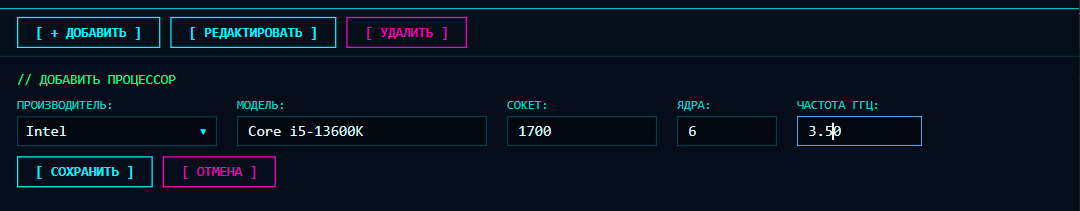 [ + ДОБАВИТЬ ] [ РЕДАКТИРОВАТЬ ] [ УДАЛИТЬ ]
// ДОБАВИТЬ ПРОЦЕССОР
ПРОИЗВОДИТЕЛЬ: МОДЕЛЬ: СОКЕТ: ЯДРА: ЧАСТОТА ГГЦ:
Intel ▼ Core i5-13600K 1700 6 3.50
[ СОХРАНИТЬ ] [ ОТМЕНА ]